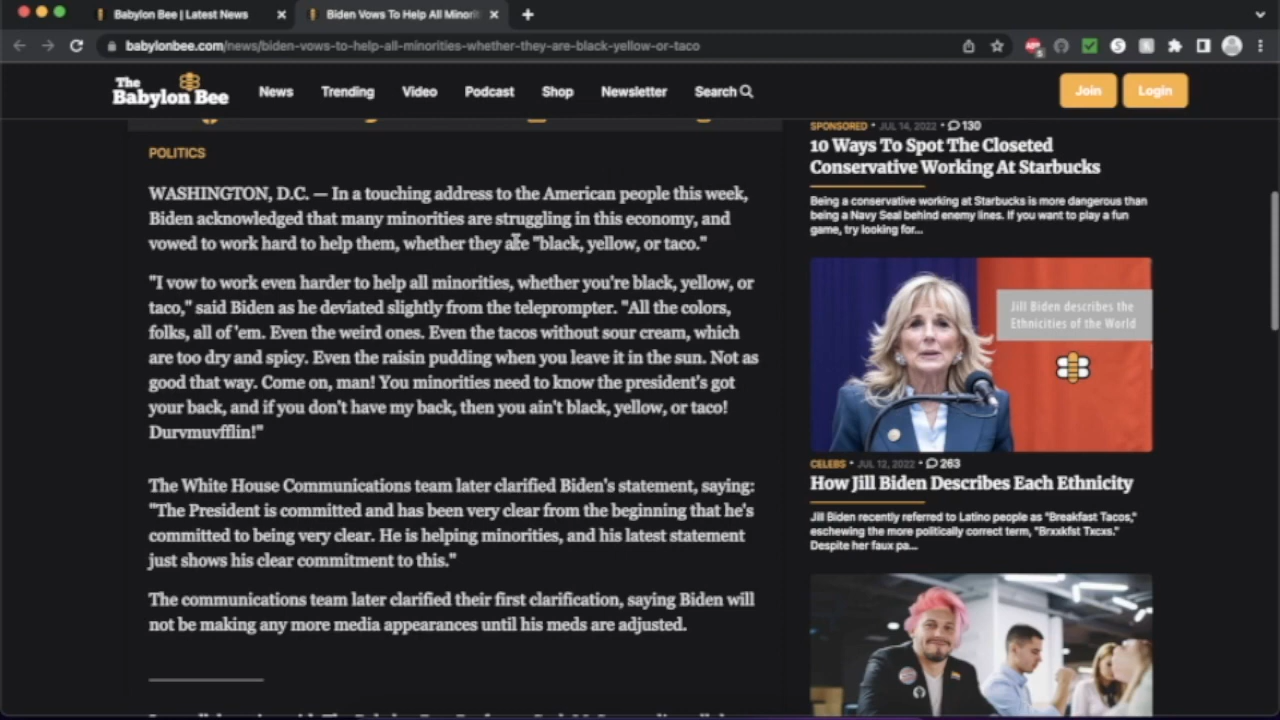 Babylon Bee | Latest News
Biden Vows To Help All Minorit
babylonbee.com/news/biden-vows-to-help-all-minorities-whether-they-are-black-yellow-or-taco
The
Babylon Bee
News
Trending
Video
Podcast
Shop
Newsletter
Search
Join
Login
POLITICS
WASHINGTON, D.C. — In a touching address to the American people this week,
Biden acknowledged that many minorities are struggling in this economy, and
vowed to work hard to help them, whether they are "black, yellow, or taco."
"I vow to work even harder to help all minorities, whether you're black, yellow, or
taco," said Biden as he deviated slightly from the teleprompter. "All the colors,
folks, all of 'em. Even the weird ones. Even the tacos without sour cream, which
are too dry and spicy. Even the raisin pudding when you leave it in the sun. Not as
good that way. Come on, man! You minorities need to know the president's got
your back, and if you don't have my back, then you ain't black, yellow, or taco!
Durvmuvfflin!"
The White House Communications team later clarified Biden's statement, saying:
"The President is committed and has been very clear from the beginning that he's
committed to being very clear. He is helping minorities, and his latest statement
just shows his clear commitment to this."
The communications team later clarified their first clarification, saying Biden will
not be making any more media appearances until his meds are adjusted.
SPONSORED • JUL 14, 2022 • 130
10 Ways To Spot The Closeted
Conservative Working At Starbucks
Being a conservative working at Starbucks is more dangerous than
being a Navy Seal behind enemy lines. If you want to play a fun
game, try looking for...
Jill Biden describes the
Ethnicities of the World
CELEBS • JUL 12, 2022 • 263
How Jill Biden Describes Each Ethnicity
Jill Biden recently referred to Latino people as "Breakfast Tacos,"
eschewing the more politically correct term, "Brxxkfst Txcxs."
Despite her faux pa...